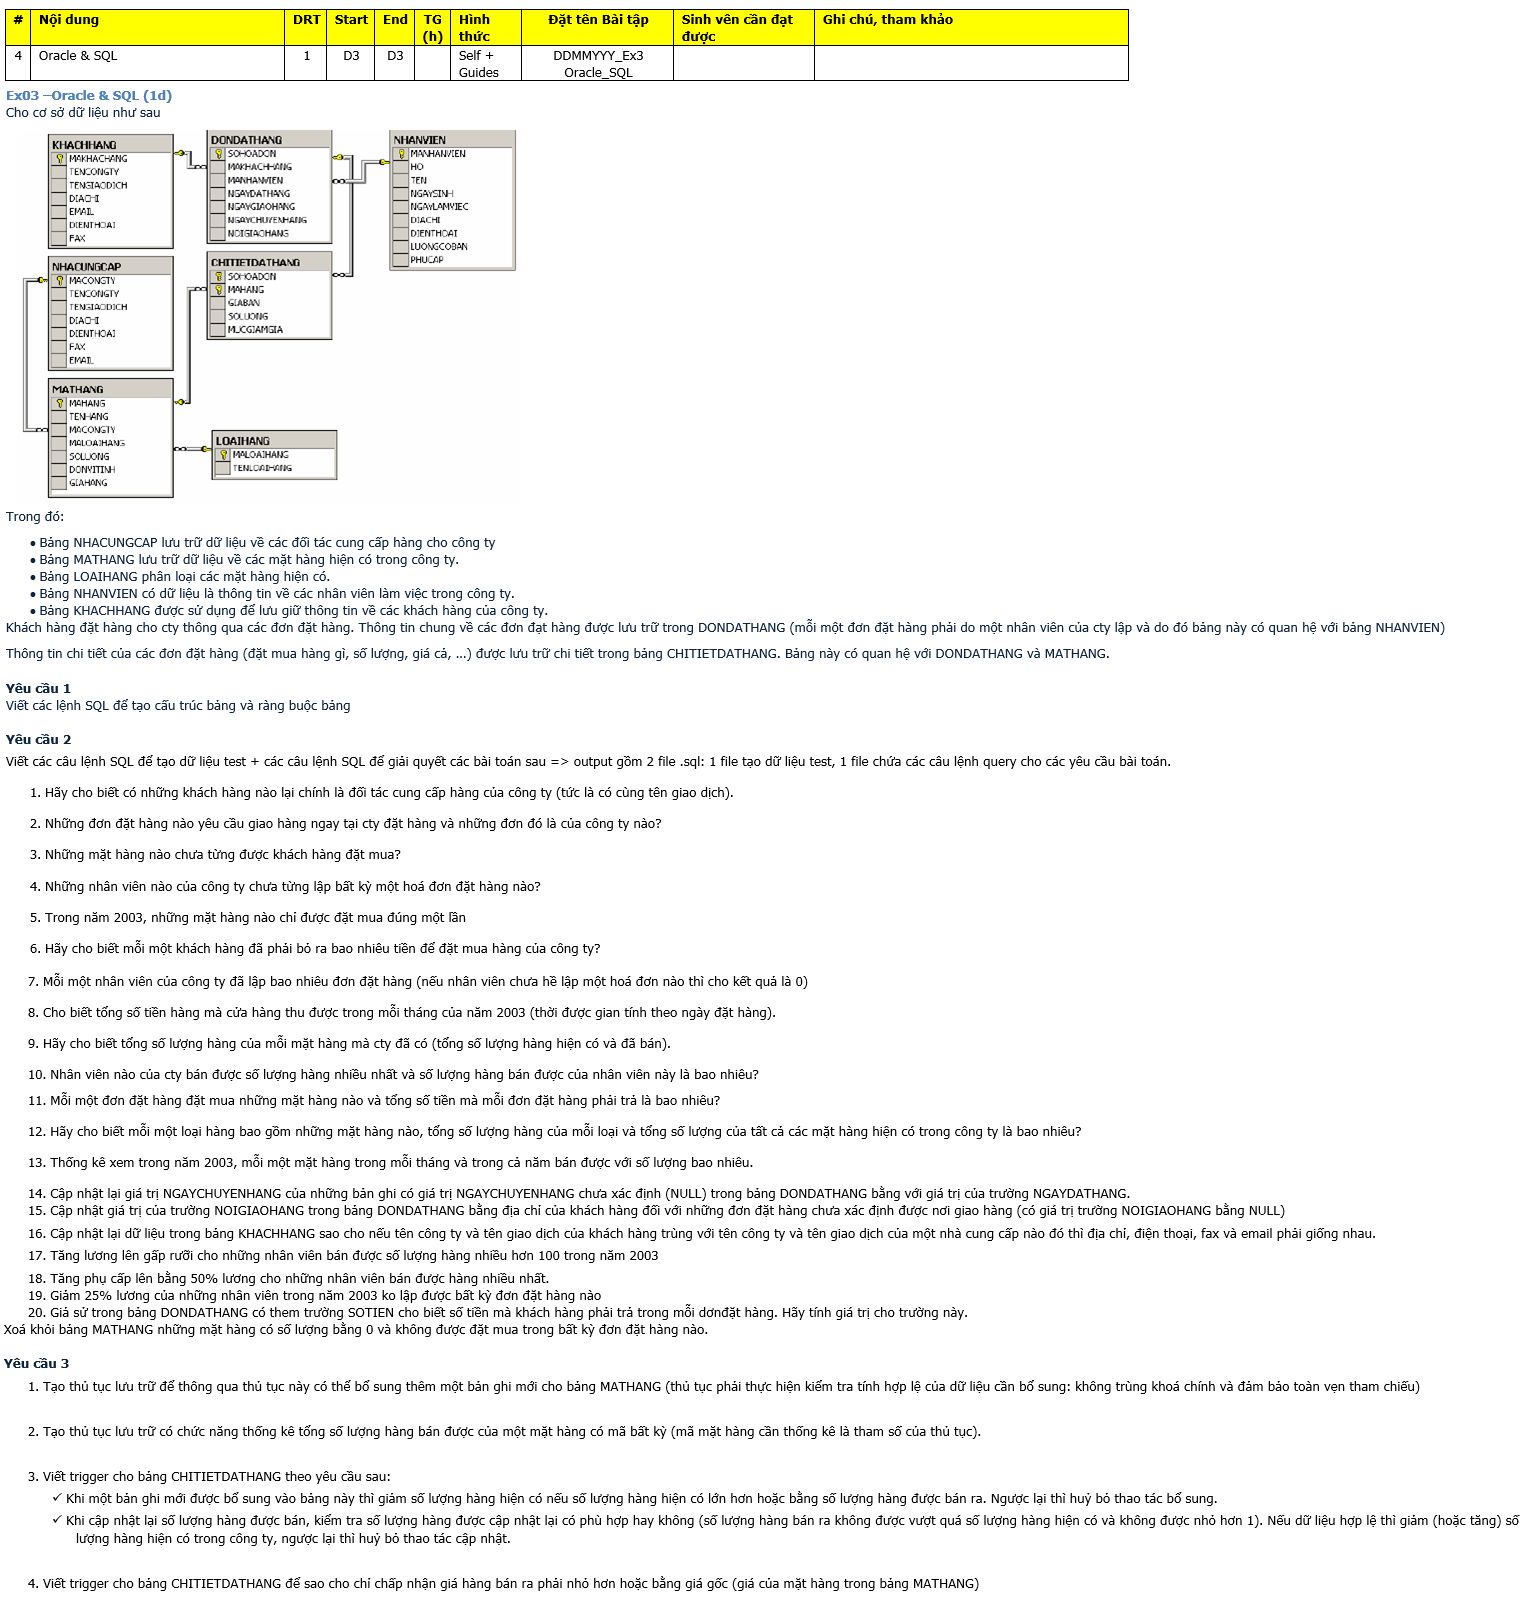 # Nội dung DRT Start End TG (h) Hình thức Đặt tên Bài tập Sinh vên cần đạt được Ghi chú, tham khảo
4 Oracle & SQL 1 D3 D3 Self + Guides DDMMYYY_Ex3 Oracle_SQL
Ex03 –Oracle & SQL (1d)
Cho cơ sở dữ liệu như sau
KHACHHANG
MAKHACHANG
TENCONGTY
TENGIAODICH
DIACHI
EMAIL
DIENTHOAI
FAX
DONDATHANG
SOHOADON
MAKHACHHANG
MANHANVIEN
NGAYDATHANG
NGAYGIAOHANG
NGAYCHUYENHANG
NOIGIAOHANG
NHANVIEN
MANHANVIEN
HO
TEN
NGAYSINH
NGAYLAMVIEC
DIACHI
DIENTHOAI
LUONGCOBAN
PHUCAP
NHACUNGCAP
MACONGTY
TENCONGTY
TENGIAODICH
DIACHI
DIENTHOAI
FAX
EMAIL
CHITIETDATHANG
SOHOADON
MAHANG
GIABAN
SOLUONG
MUCGIAMGIA
MATHANG
MAHANG
TENHANG
MACONGTY
MALOAIHANG
SOLUONG
DONVITINH
GIAHANG
LOAIHANG
MALOAIHANG
TENLOAIHANG
Trong đó:
• Bảng NHACUNGCAP lưu trữ dữ liệu về các đối tác cung cấp hàng cho công ty
• Bảng MATHANG lưu trữ dữ liệu về các mặt hàng hiện có trong công ty.
• Bảng LOAIHANG phân loại các mặt hàng hiện có.
• Bảng NHANVIEN có dữ liệu là thông tin về các nhân viên làm việc trong công ty.
• Bảng KHACHHANG được sử dụng để lưu giữ thông tin về các khách hàng của công ty.
Khách hàng đặt hàng cho cty thông qua các đơn đặt hàng. Thông tin chung về các đơn đạt hàng được lưu trữ trong DONDATHANG (mỗi một đơn đặt hàng phải do một nhân viên của cty lập và do đó bảng này có quan hệ với bảng NHANVIEN)
Thông tin chi tiết của các đơn đặt hàng (đặt mua hàng gì, số lượng, giá cả, ...) được lưu trữ chi tiết trong bảng CHITIETDATHANG. Bảng này có quan hệ với DONDATHANG và MATHANG.
Yêu cầu 1
Viết các lệnh SQL để tạo cấu trúc bảng và ràng buộc bảng
Yêu cầu 2
Viết các câu lệnh SQL để tạo dữ liệu test + các câu lệnh SQL để giải quyết các bài toán sau => output gồm 2 file .sql: 1 file tạo dữ liệu test, 1 file chứa các câu lệnh query cho các yêu cầu bài toán.
1. Hãy cho biết có những khách hàng nào lại chính là đối tác cung cấp hàng của công ty (tức là có cùng tên giao dịch).
2. Những đơn đặt hàng nào yêu cầu giao hàng ngay tại cty đặt hàng và những đơn đó là của công ty nào?
3. Những mặt hàng nào chưa từng được khách hàng đặt mua?
4. Những nhân viên nào của công ty chưa từng lập bất kỳ một hoá đơn đặt hàng nào?
5. Trong năm 2003, những mặt hàng nào chỉ được đặt mua đúng một lần
6. Hãy cho biết mỗi một khách hàng đã phải bỏ ra bao nhiêu tiền để đặt mua hàng của công ty?
7. Mỗi một nhân viên của công ty đã lập bao nhiêu đơn đặt hàng (nếu nhân viên chưa hề lập một hoá đơn nào thì cho kết quả là 0)
8. Cho biết tổng số tiền hàng mà cửa hàng thu được trong mỗi tháng của năm 2003 (thời được gian tính theo ngày đặt hàng).
9. Hãy cho biết tổng số lượng hàng của mỗi mặt hàng mà cty đã có (tổng số lượng hàng hiện có và đã bán).
10. Nhân viên nào của cty bán được số lượng hàng nhiều nhất và số lượng hàng bán được của nhân viên này là bao nhiêu?
11. Mỗi một đơn đặt hàng đặt mua những mặt hàng nào và tổng số tiền mà mỗi đơn đặt hàng phải trả là bao nhiêu?
12. Hãy cho biết mỗi một loại hàng bao gồm những mặt hàng nào, tổng số lượng hàng của mỗi loại và tổng số lượng của tất cả các mặt hàng hiện có trong công ty là bao nhiêu?
13. Thống kê xem trong năm 2003, mỗi một mặt hàng trong mỗi tháng và trong cả năm bán được với số lượng bao nhiêu.
14. Cập nhật lại giá trị NGAYCHUYENHANG của những bản ghi có giá trị NGAYCHUYENHANG chưa xác định (NULL) trong bảng DONDATHANG bằng với giá trị của trường NGAYDATHANG.
15. Cập nhật giá trị của trường NOIGIAOHANG trong bảng DONDATHANG bằng địa chỉ của khách hàng đối với những đơn đặt hàng chưa xác định được nơi giao hàng (có giá trị trường NOIGIAOHANG bằng NULL)
16. Cập nhật lại dữ liệu trong bảng KHACHHANG sao cho nếu tên công ty và tên giao dịch của khách hàng trùng với tên công ty và tên giao dịch của một nhà cung cấp nào đó thì địa chỉ, điện thoại, fax và email phải giống nhau.
17. Tăng lương lên gấp rưỡi cho những nhân viên bán được số lượng hàng nhiều hơn 100 trong năm 2003
18. Tăng phụ cấp lên bằng 50% lương cho những nhân viên bán được hàng nhiều nhất.
19. Giảm 25% lương của những nhân viên trong năm 2003 ko lập được bất kỳ đơn đặt hàng nào
20. Giả sử trong bảng DONDATHANG có them trường SOTIEN cho biết số tiền mà khách hàng phải trả trong mỗi dơnđặt hàng. Hãy tính giá trị cho trường này.
Xoá khỏi bảng MATHANG những mặt hàng có số lượng bằng 0 và không được đặt mua trong bất kỳ đơn đặt hàng nào.
Yêu cầu 3
1. Tạo thủ tục lưu trữ để thông qua thủ tục này có thể bổ sung thêm một bản ghi mới cho bảng MATHANG (thủ tục phải thực hiện kiểm tra tính hợp lệ của dữ liệu cần bổ sung: không trùng khoá chính và đảm bảo toàn vẹn tham chiếu)
2. Tạo thủ tục lưu trữ có chức năng thống kê tổng số lượng hàng bán được của một mặt hàng có mã bất kỳ (mã mặt hàng cần thống kê là tham số của thủ tục).
3. Viết trigger cho bảng CHITIETDATHANG theo yêu cầu sau:
✓ Khi một bản ghi mới được bổ sung vào bảng này thì giảm số lượng hàng hiện có nếu số lượng hàng hiện có lớn hơn hoặc bằng số lượng hàng được bán ra. Ngược lại thì huỷ bỏ thao tác bổ sung.
✓ Khi cập nhật lại số lượng hàng được bán, kiểm tra số lượng hàng được cập nhật lại có phù hợp hay không (số lượng hàng bán ra không được vượt quá số lượng hàng hiện có và không được nhỏ hơn 1). Nếu dữ liệu hợp lệ thì giảm (hoặc tăng) số
lượng hàng hiện có trong công ty, ngược lại thì huỷ bỏ thao tác cập nhật.
4. Viết trigger cho bảng CHITIETDATHANG để sao cho chỉ chấp nhận giá hàng bán ra phải nhỏ hơn hoặc bằng giá gốc (giá của mặt hàng trong bảng MATHANG)